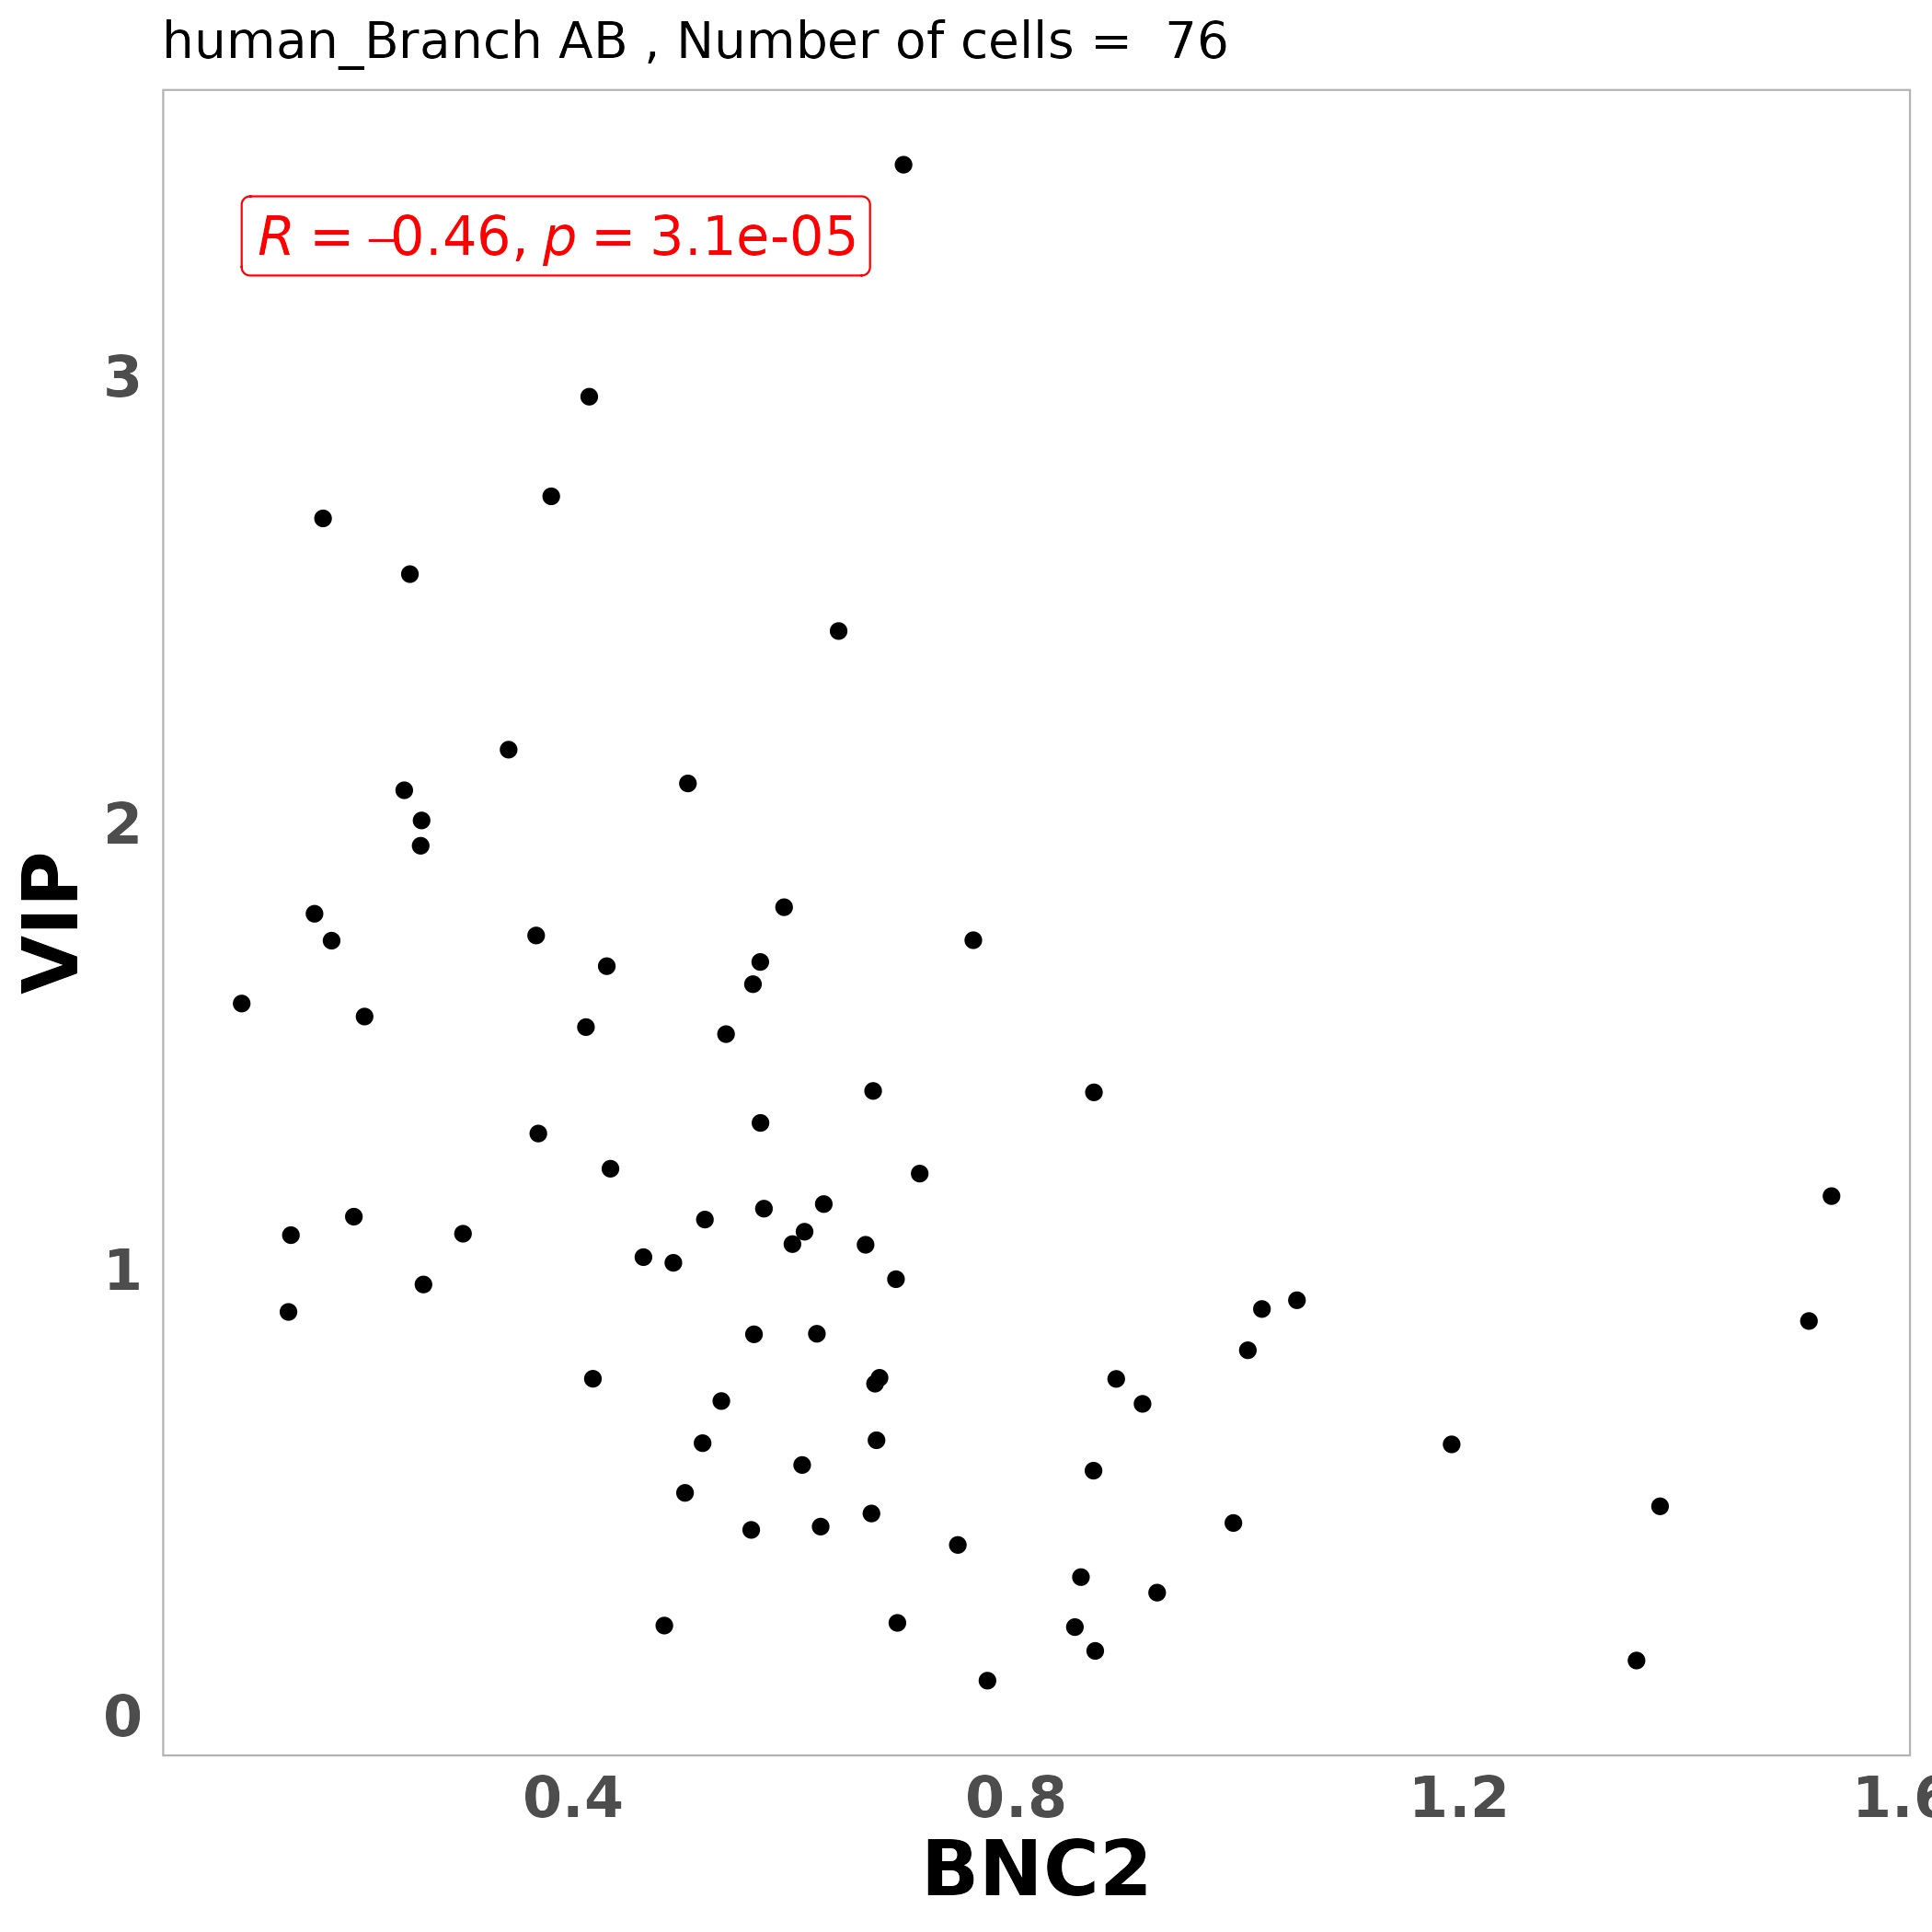 human_Branch AB , Number of cells =  76
R = –0.46, p = 3.1e-05
3
2
1
0
VIP
0.4 0.8 1.2 1.6
BNC2